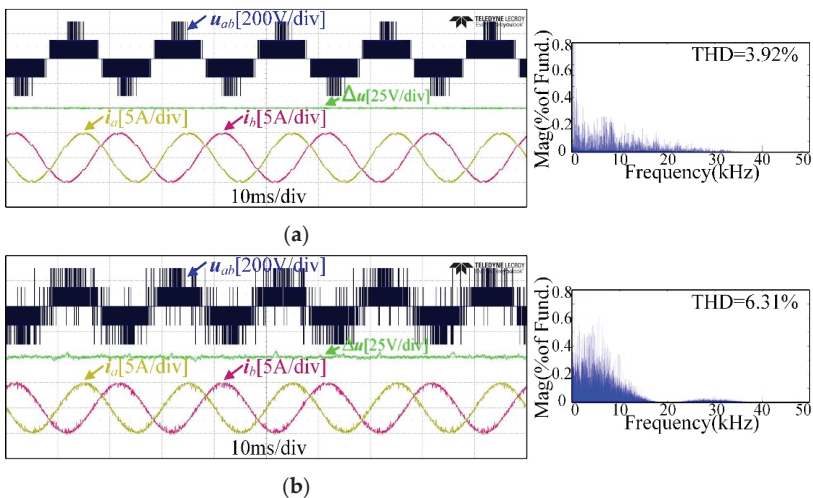 u_ab[200V/div]
TELEDYNE LECROY
Δu[25V/div]
i_a[5A/div]
i_b[5A/div]
10ms/div
THD=3.92%
Mag(%of Fund.)
0.8
0.6
0.4
0.2
0
0 10 20 30 40 50
Frequency(kHz)
(a)
u_ab[200V/div]
TELEDYNE LECROY
Δu[25V/div]
i_a[5A/div]
i_b[5A/div]
10ms/div
THD=6.31%
Mag(%of Fund.)
0.8
0.6
0.4
0.2
0
0 10 20 30 40 50
Frequency(kHz)
(b)